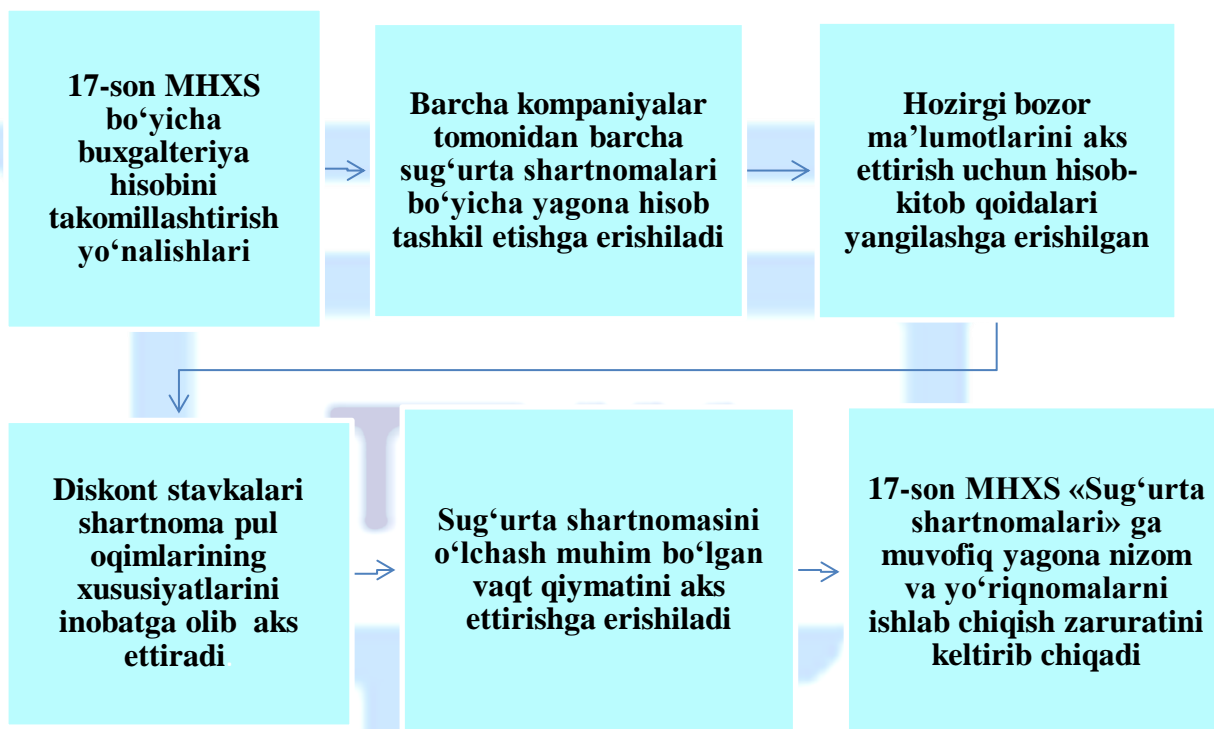 17-son MHXS
bo‘yicha
buxgalteriya
hisobini
takomillashtirish
yo‘nalishlari
Barcha kompaniyalar
tomonidan barcha
sug‘urta shartnomalari
bo‘yicha yagona hisob
tashkil etishga erishiladi
Hozirgi bozor
ma’lumotlarini aks
ettirish uchun hisob-
kitob qoidalari
yangilashga erishilgan
Diskont stavkalari
shartnoma pul
oqimlarining
xususiyatlarini
inobatga olib aks
ettiradi
Sug‘urta shartnomasini
o‘lchash muhim bo‘lgan
vaqt qiymatini aks
ettirishga erishiladi
17-son MHXS «Sug‘urta
shartnomalari» ga
muvofiq yagona nizom
va yo‘riqnomalarni
ishlab chiqish zaruratini
keltirib chiqadi